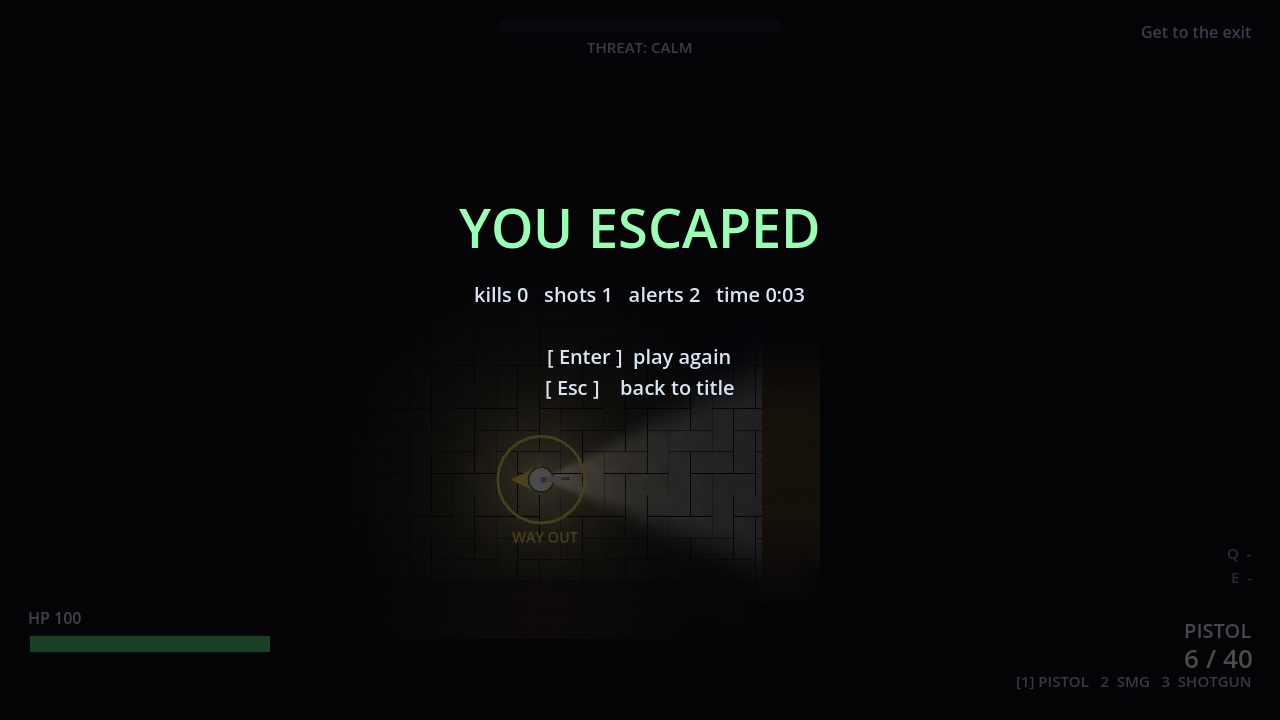 THREAT: CALM
Get to the exit
YOU ESCAPED
kills 0 shots 1 alerts 2 time 0:03
[ Enter ] play again
[ Esc ] back to title
WAY OUT
Q -
E -
HP 100
PISTOL
6 / 40
[1] PISTOL 2 SMG 3 SHOTGUN